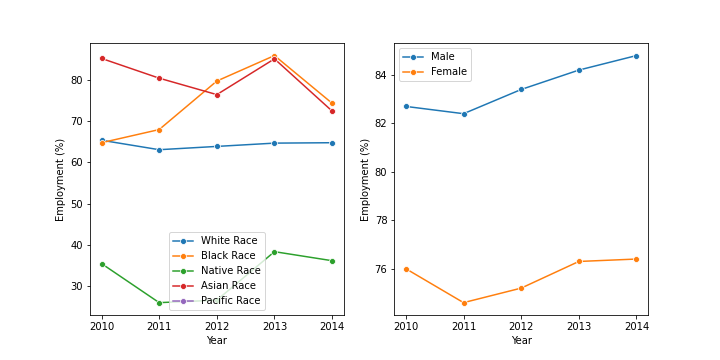 80
70
60
50
40
30
Employment (%)
White Race
Black Race
Native Race
Asian Race
Pacific Race
2010 2011 2012 2013 2014
Year
84
82
80
78
76
Employment (%)
Male
Female
2010 2011 2012 2013 2014
Year